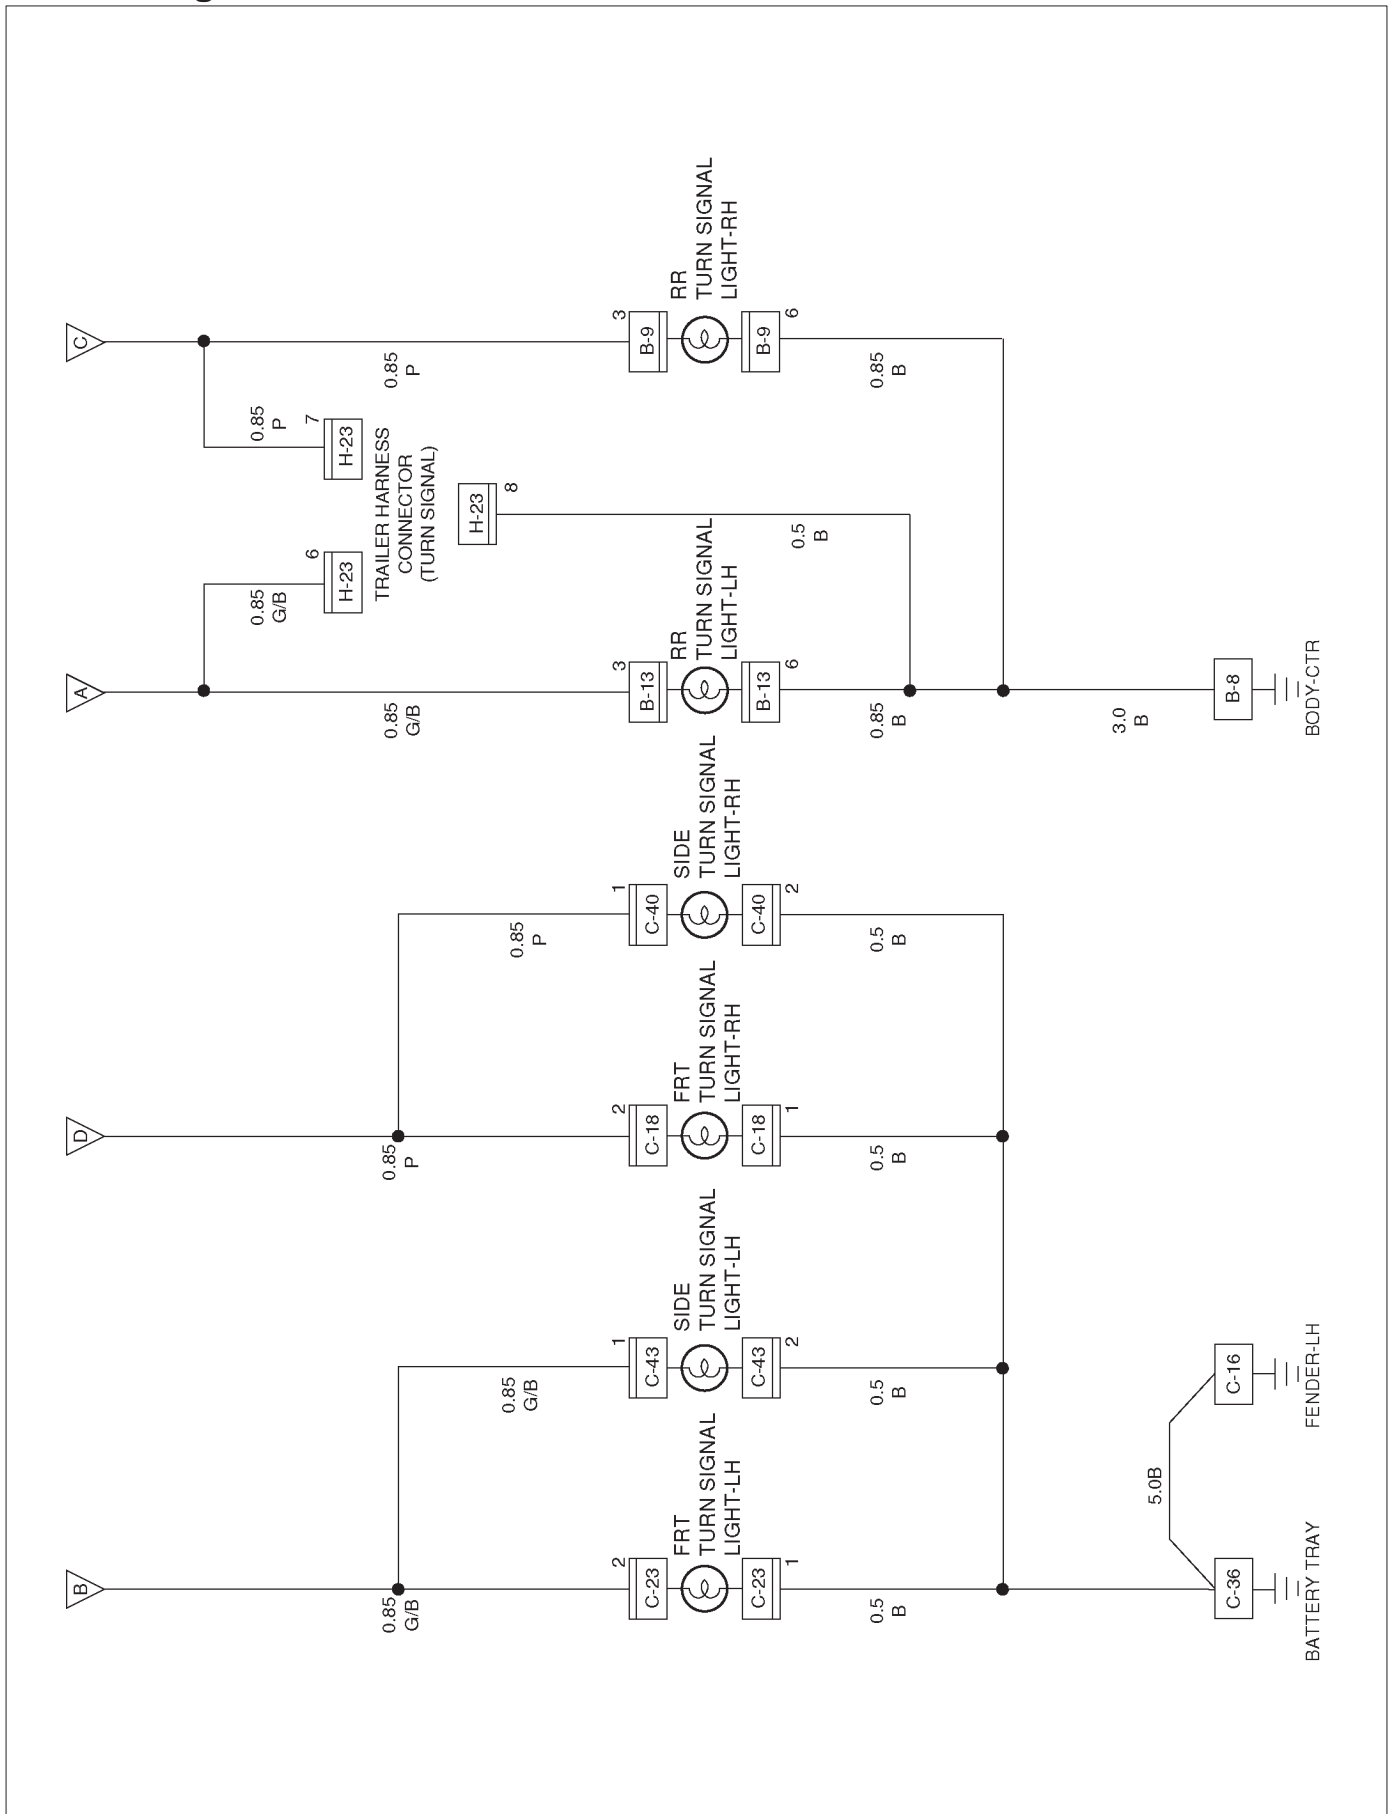 B
0.85
G/B
2
C-23
FRT
TURN SIGNAL
LIGHT-LH
C-23
1
0.5
B
C-36
BATTERY TRAY
0.85
G/B
1
C-43
SIDE
TURN SIGNAL
LIGHT-LH
C-43
2
0.5
B
5.0B
C-16
FENDER-LH
D
0.85
P
2
C-18
FRT
TURN SIGNAL
LIGHT-RH
C-18
1
0.5
B
0.85
P
1
C-40
SIDE
TURN SIGNAL
LIGHT-RH
C-40
2
0.5
B
A
0.85
G/B
3
B-13
RR
TURN SIGNAL
LIGHT-LH
B-13
6
0.85
B
3.0
B
B-8
BODY-CTR
0.85
G/B
6
H-23
TRAILER HARNESS
CONNECTOR
(TURN SIGNAL)
H-23
8
0.5
B
0.85
P
7
H-23
C
0.85
P
3
B-9
RR
TURN SIGNAL
LIGHT-RH
B-9
6
0.85
B